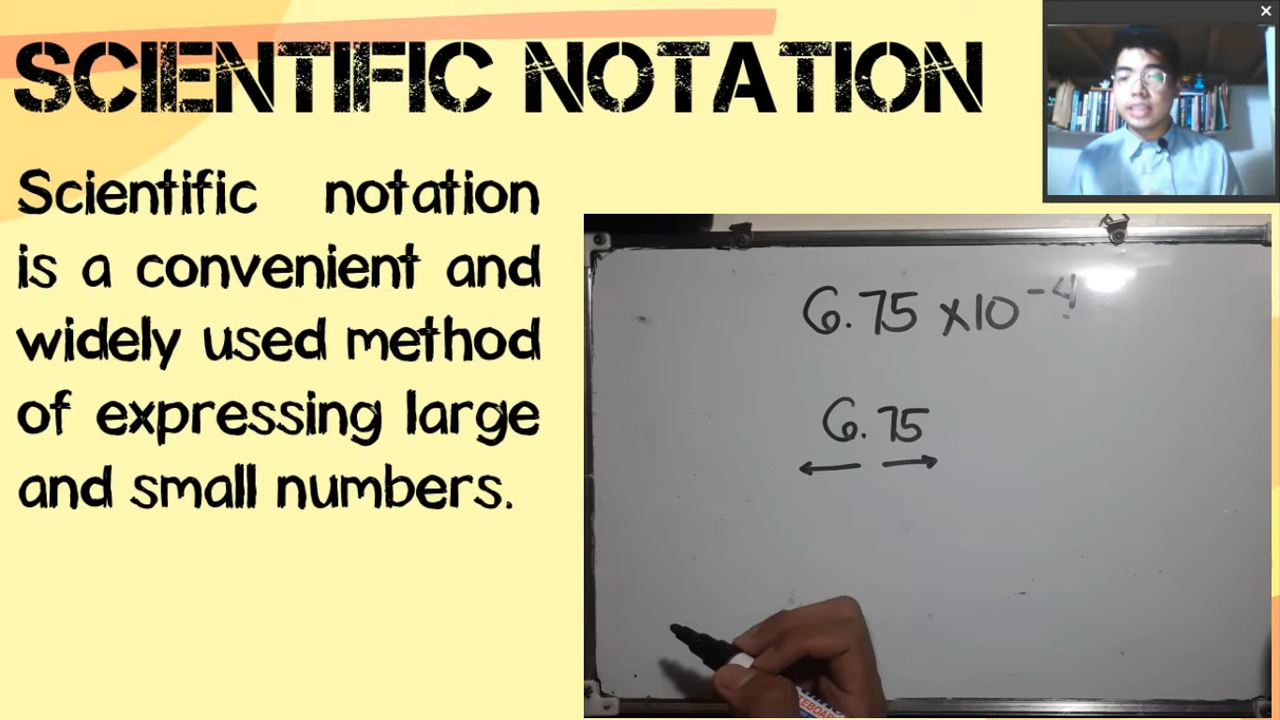 SCIENTIFIC NOTATION
Scientific notation
is a convenient and
widely used method
of expressing large
and small numbers.
6.75 x10⁻⁴
6.75